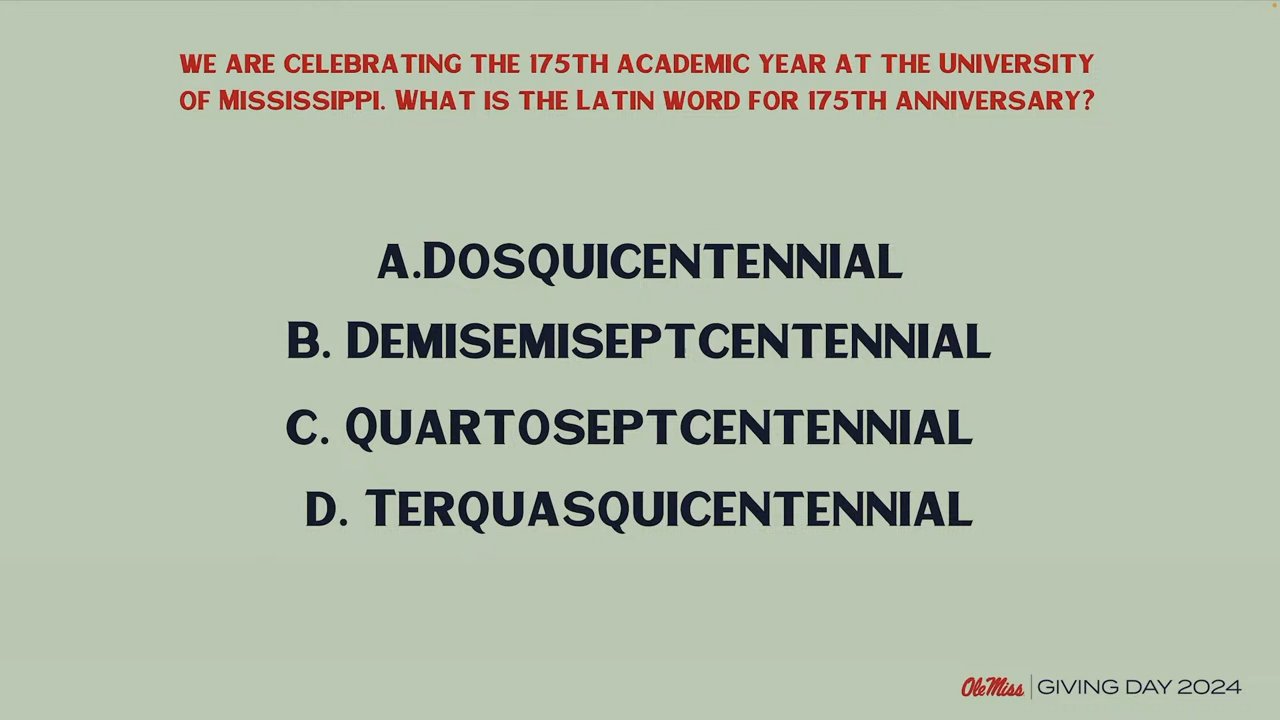 WE ARE CELEBRATING THE 175TH ACADEMIC YEAR AT THE UNIVERSITY
OF MISSISSIPPI. WHAT IS THE LATIN WORD FOR 175TH ANNIVERSARY?
A.DOSQUICENTENNIAL
B. DEMISEMISEPTCENTENNIAL
C. QUARTOSEPTCENTENNIAL
D. TERQUASQUICENTENNIAL
Ole Miss | GIVING DAY 2024